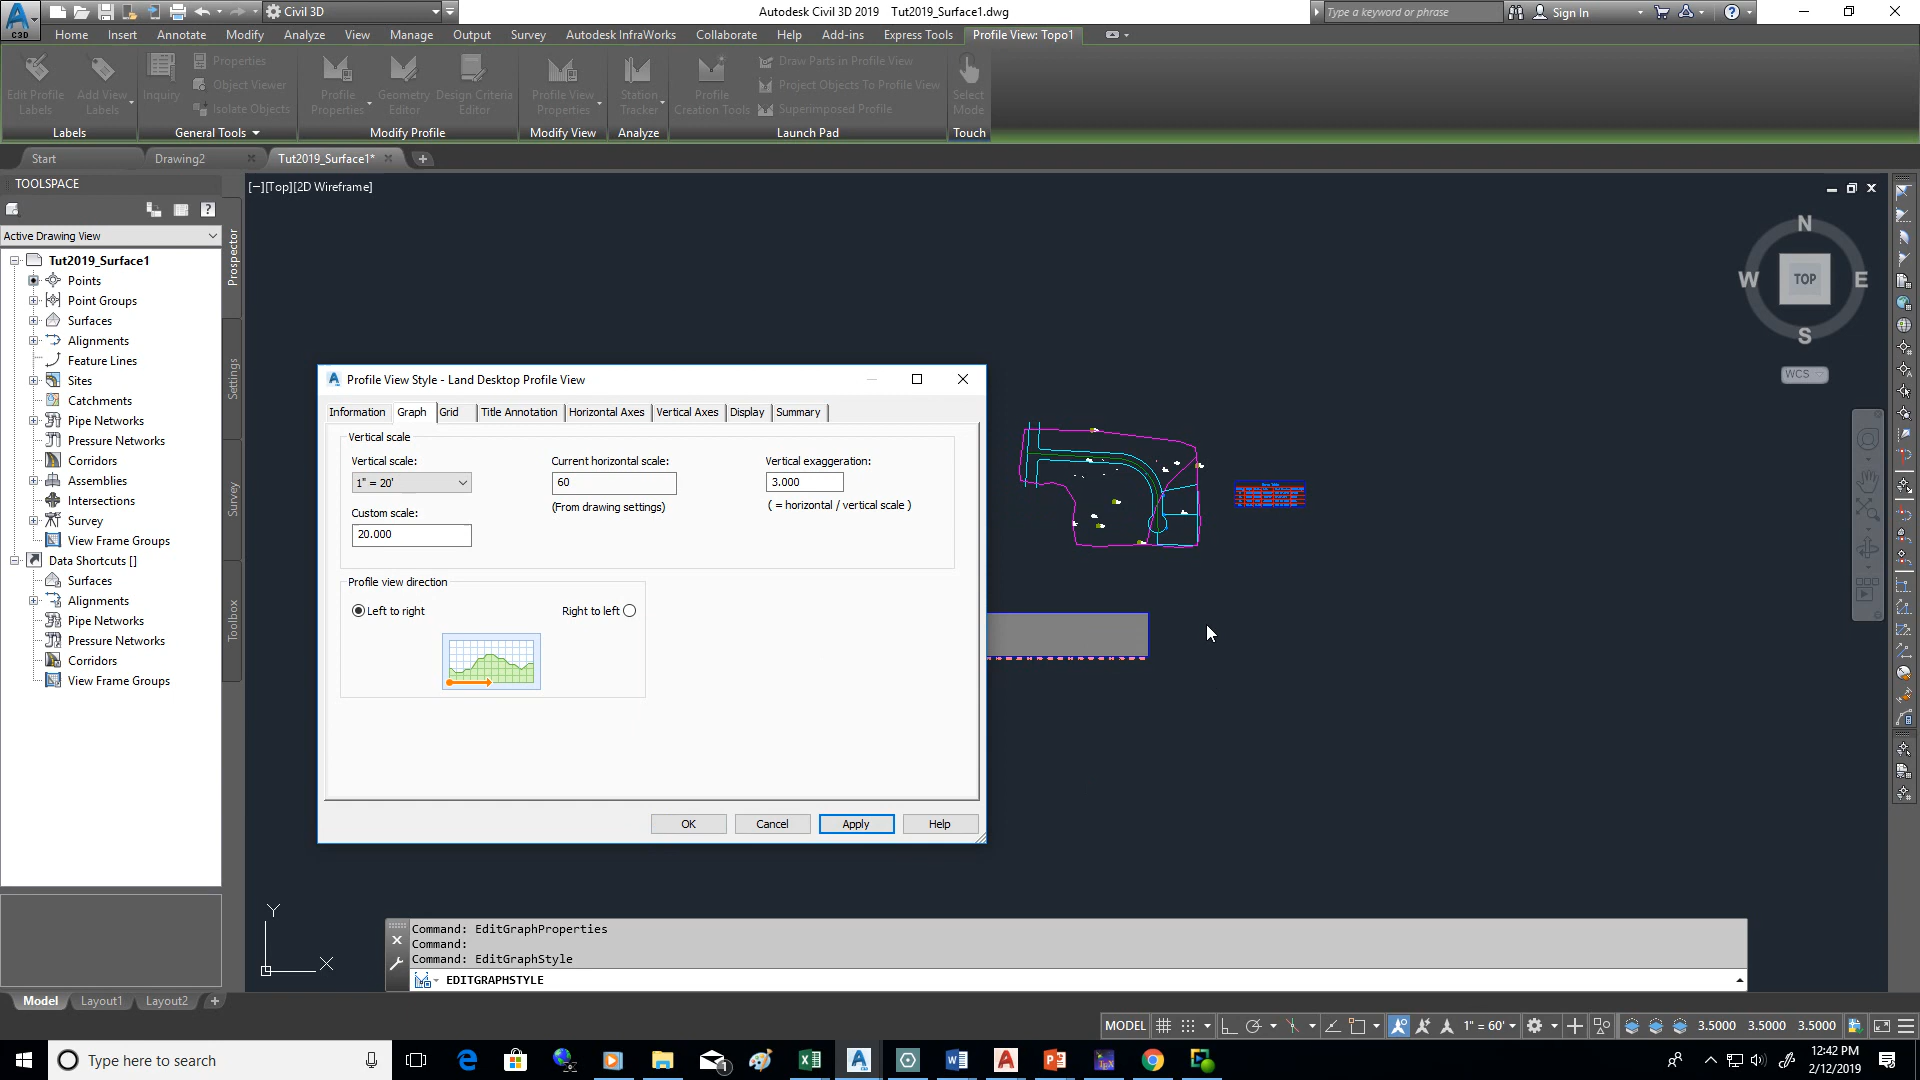 Civil 3D
Autodesk Civil 3D 2019 Tut2019_Surface1.dwg
Type a keyword or phrase
Sign In
C3D
Home Insert Annotate Modify Analyze View Manage Output Survey Autodesk InfraWorks Collaborate Help Add-ins Express Tools Profile View: Topo1
Edit Profile Labels
Add View Labels
Inquiry
Properties
Object Viewer
Isolate Objects
Profile Properties
Geometry Editor
Design Criteria Editor
Profile View Properties
Station Tracker
Profile Creation Tools
Draw Parts in Profile View
Project Objects To Profile View
Superimposed Profile
Select Mode
Labels General Tools Modify Profile Modify View Analyze Launch Pad Touch
Start Drawing2 Tut2019_Surface1*
TOOLSPACE
Active Drawing View
Tut2019_Surface1
Points
Point Groups
Surfaces
Alignments
Feature Lines
Sites
Catchments
Pipe Networks
Pressure Networks
Corridors
Assemblies
Intersections
Survey
View Frame Groups
Data Shortcuts []
Surfaces
Alignments
Pipe Networks
Pressure Networks
Corridors
View Frame Groups
Prospector
Settings
Survey
Toolbox
[−][Top][2D Wireframe]
N
W TOP E
S
WCS
Profile View Style - Land Desktop Profile View
Information Graph Grid Title Annotation Horizontal Axes Vertical Axes Display Summary
Vertical scale
Vertical scale: Current horizontal scale: Vertical exaggeration:
1" = 20' 60 3.000
(From drawing settings) ( = horizontal / vertical scale )
Custom scale:
20.000
Profile view direction
Left to right Right to left
OK Cancel Apply Help
Y
X
Command: EditGraphProperties
Command:
Command: EditGraphStyle
EDITGRAPHSTYLE
Model Layout1 Layout2
MODEL 1" = 60' 3.5000 3.5000 3.5000
Type here to search
1
12:42 PM
2/12/2019